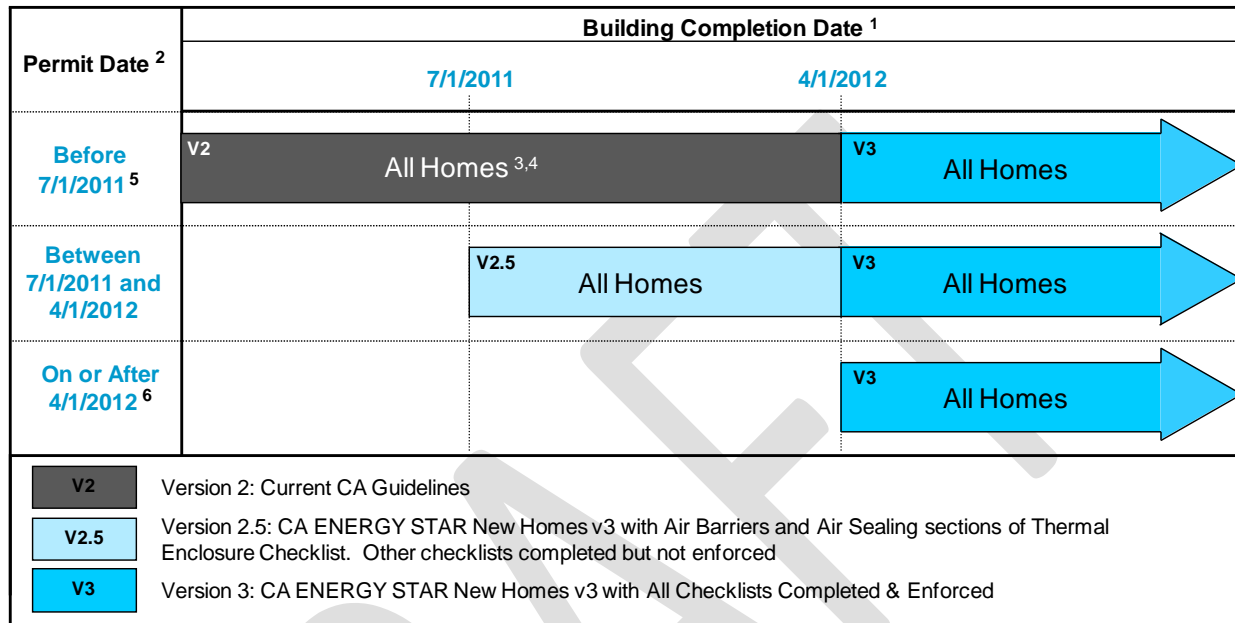 Building Completion Date 1
Permit Date 2
7/1/2011
4/1/2012
Before
7/1/2011 5
V2
All Homes 3,4
V3
All Homes
Between
7/1/2011 and
4/1/2012
V2.5
All Homes
V3
All Homes
On or After
4/1/2012 6
V3
All Homes
V2
Version 2: Current CA Guidelines
V2.5
Version 2.5: CA ENERGY STAR New Homes v3 with Air Barriers and Air Sealing sections of Thermal
Enclosure Checklist. Other checklists completed but not enforced
V3
Version 3: CA ENERGY STAR New Homes v3 with All Checklists Completed & Enforced
DRAFT